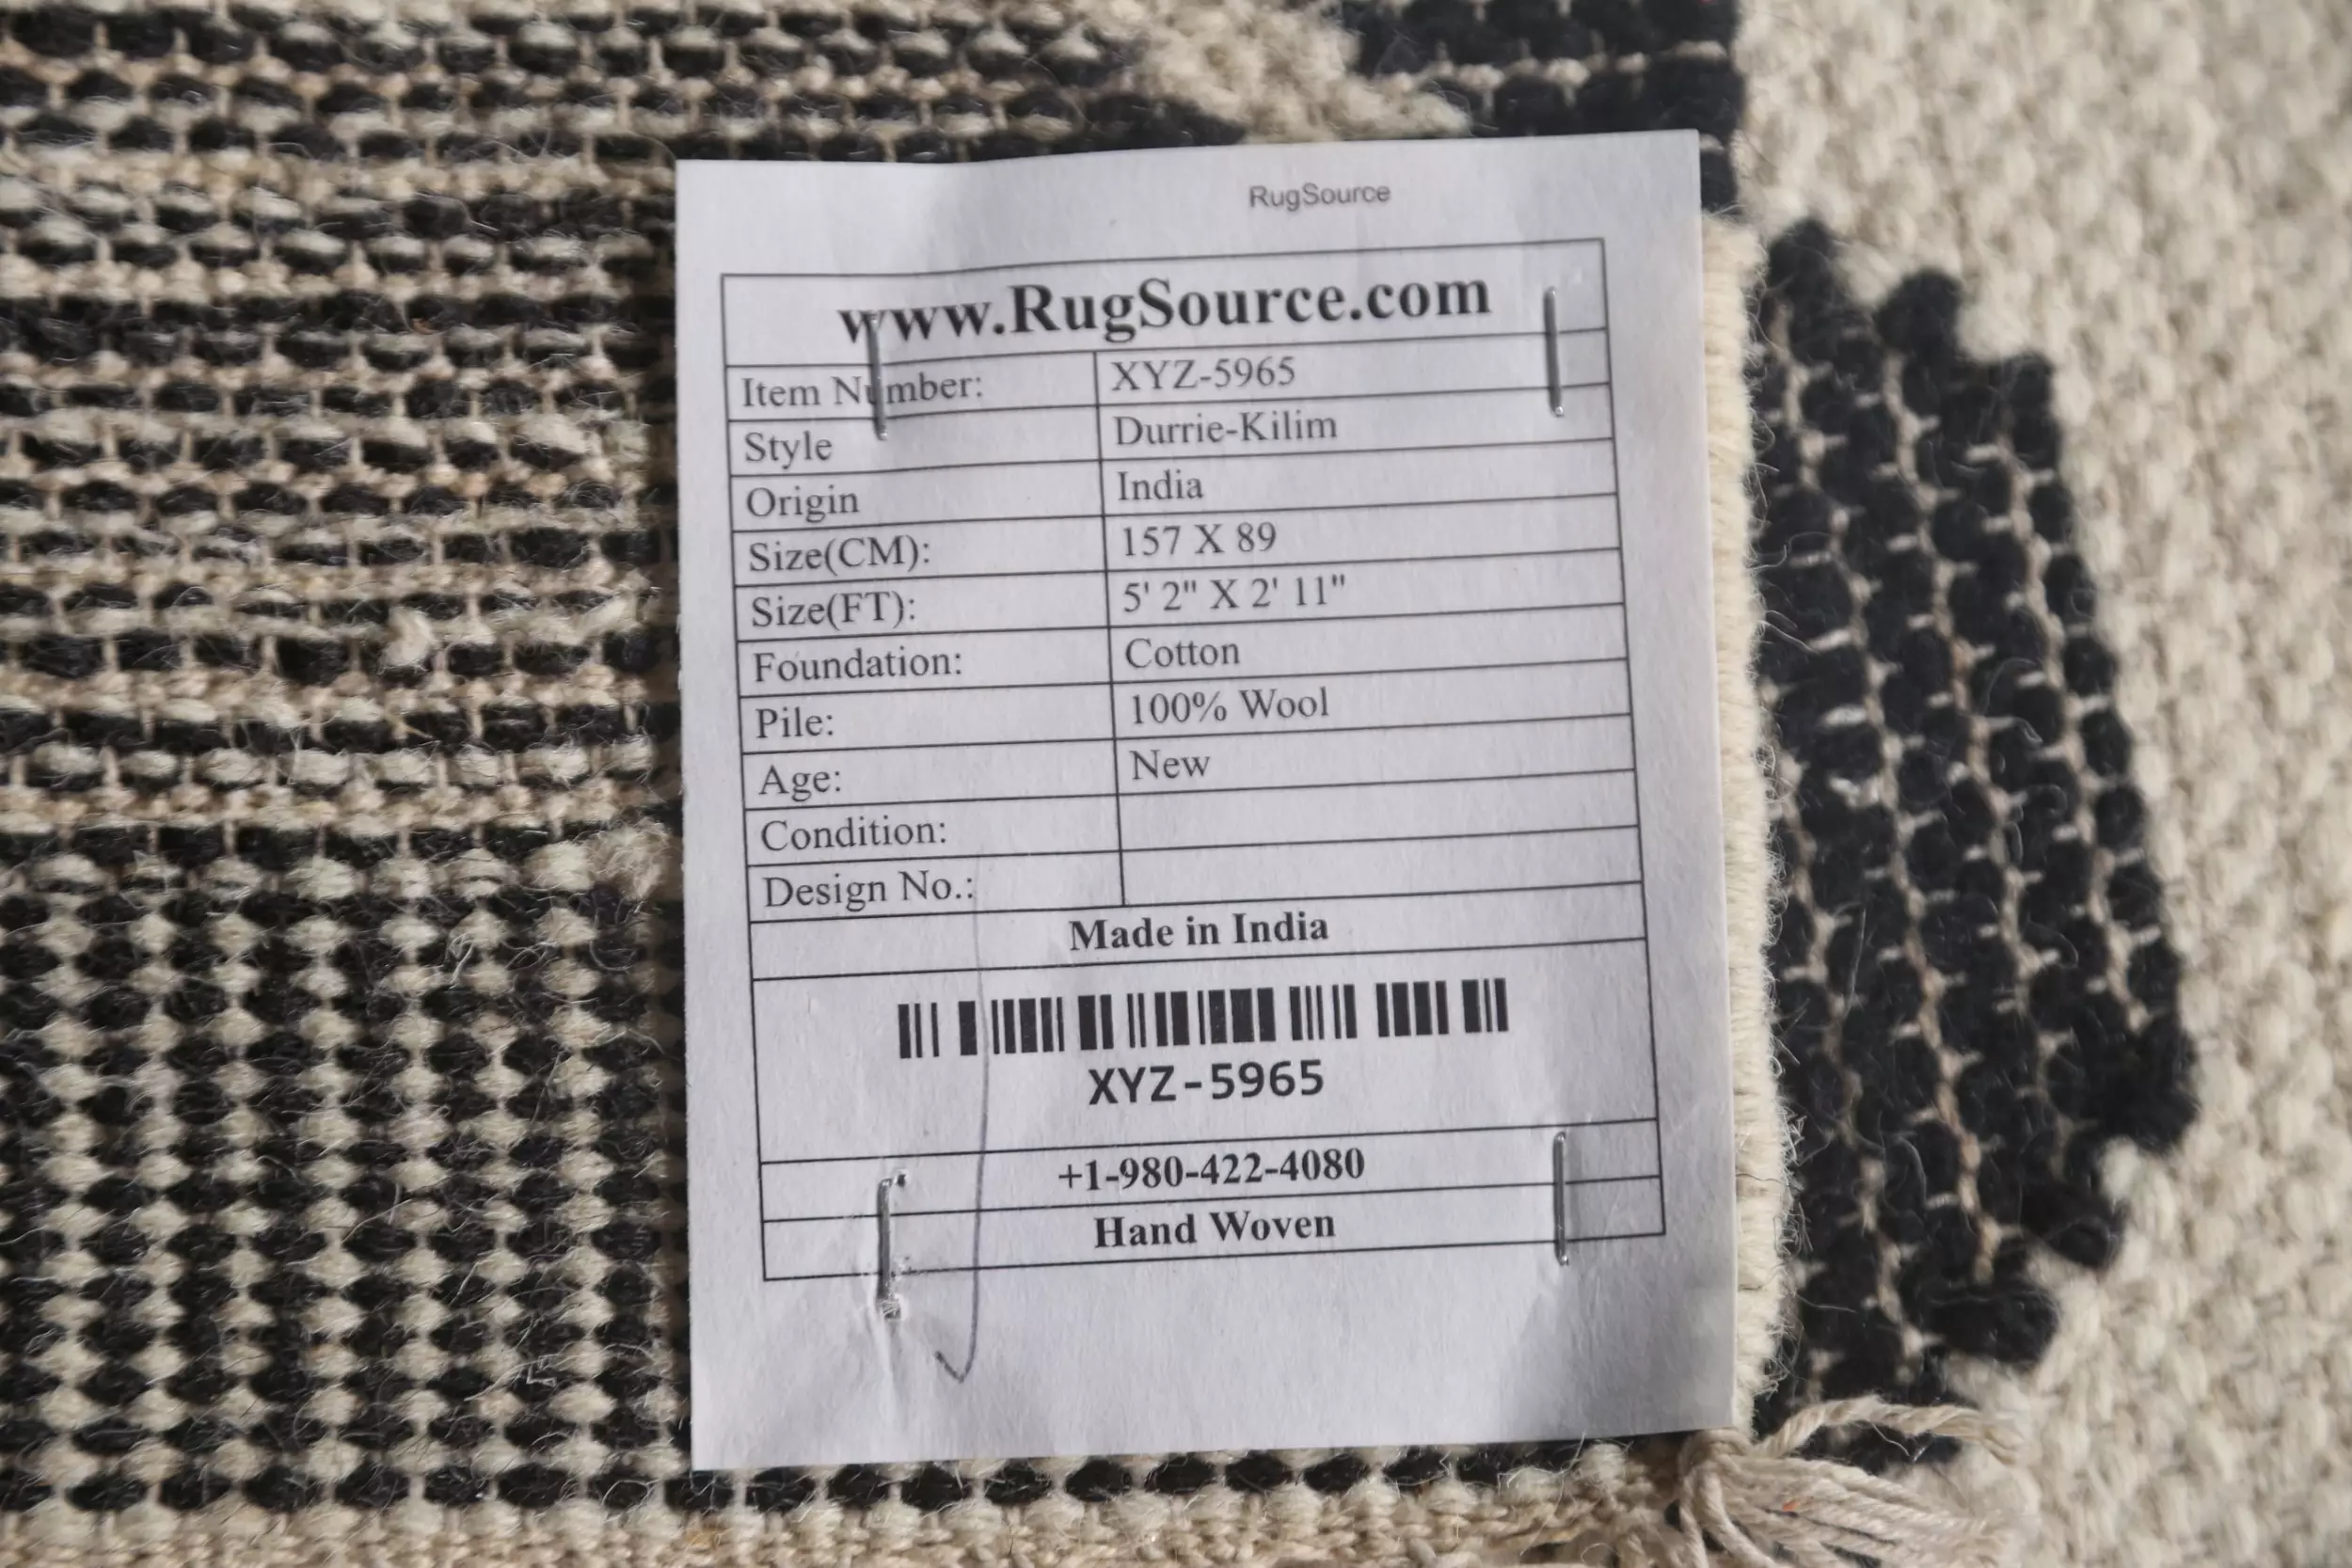 RugSource
www.RugSource.com
Item Number: XYZ-5965
Style Durrie-Kilim
Origin India
Size(CM): 157 X 89
Size(FT): 5' 2" X 2' 11"
Foundation: Cotton
Pile: 100% Wool
Age: New
Condition:
Design No.:
Made in India
XYZ-5965
+1-980-422-4080
Hand Woven